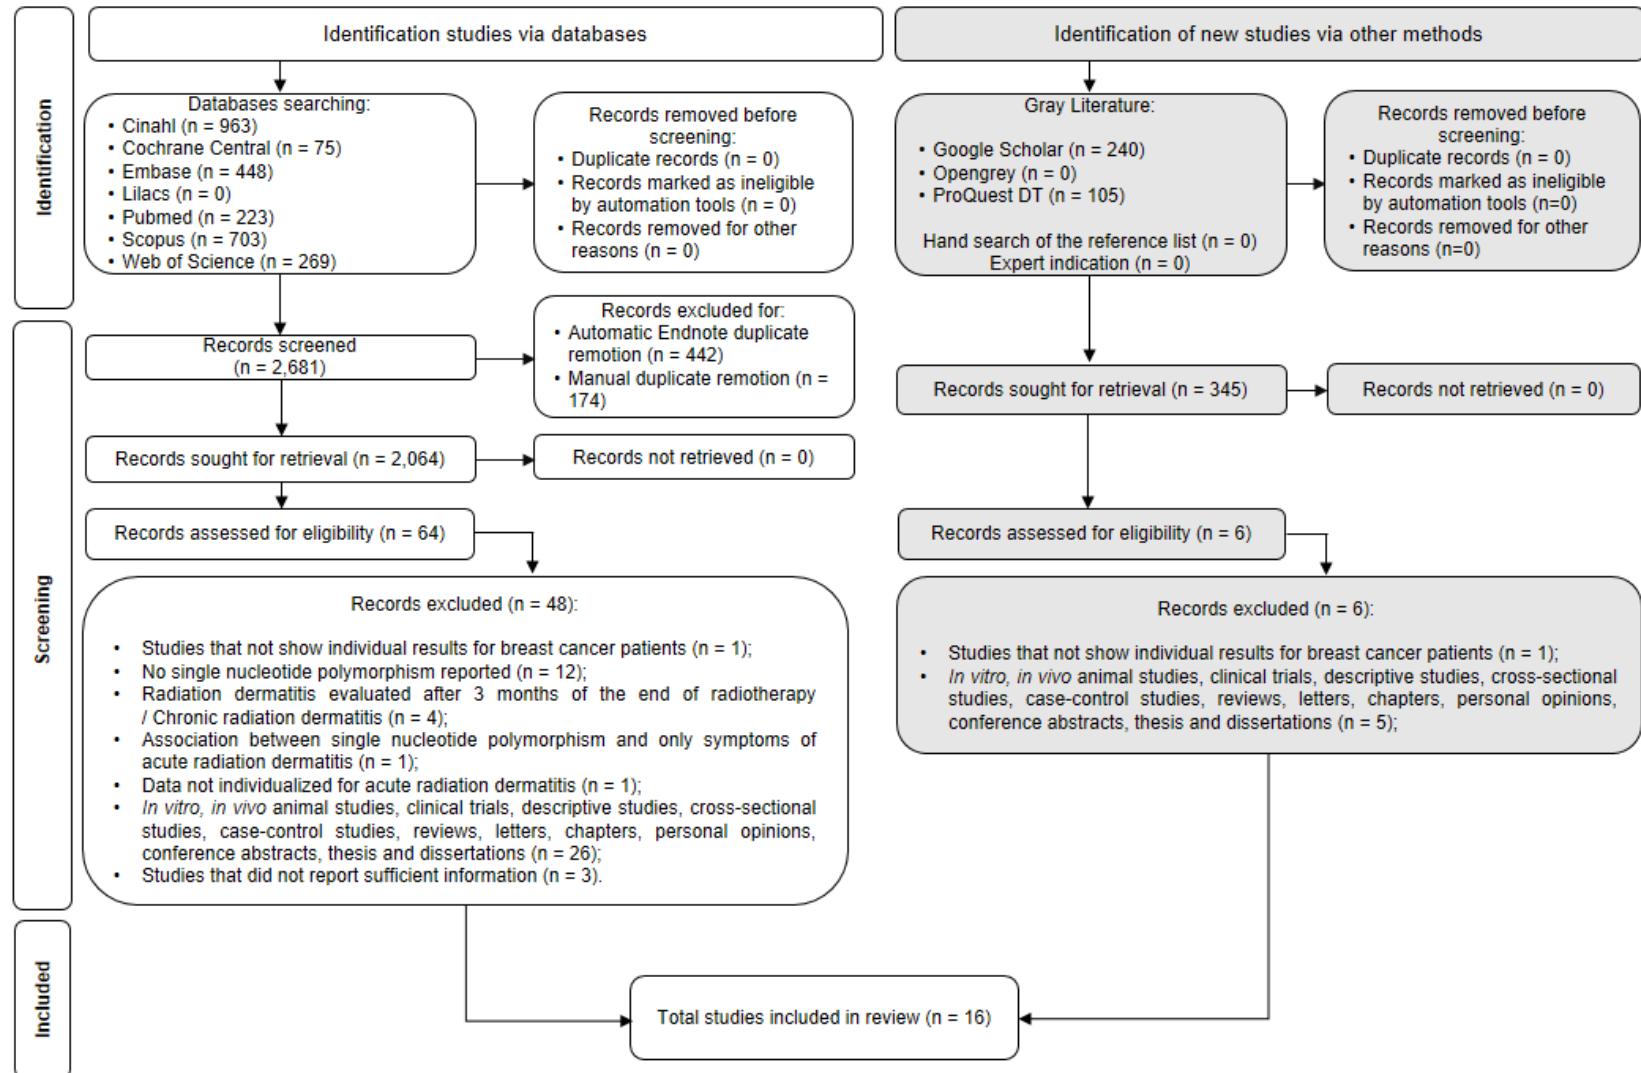 Identification studies via databases
Identification of new studies via other methods
Identification
Databases searching:
• Cinahl (n = 963)
• Cochrane Central (n = 75)
• Embase (n = 448)
• Lilacs (n = 0)
• Pubmed (n = 223)
• Scopus (n = 703)
• Web of Science (n = 269)
Records removed before
screening:
• Duplicate records (n = 0)
• Records marked as ineligible
by automation tools (n = 0)
• Records removed for other
reasons (n = 0)
Gray Literature:
• Google Scholar (n = 240)
• Opengrey (n = 0)
• ProQuest DT (n = 105)
Hand search of the reference list (n = 0)
Expert indication (n = 0)
Records removed before
screening:
• Duplicate records (n = 0)
• Records marked as ineligible
by automation tools (n=0)
• Records removed for other
reasons (n=0)
Screening
Records screened
(n = 2,681)
Records excluded for:
• Automatic Endnote duplicate
remotion (n = 442)
• Manual duplicate remotion (n =
174)
Records sought for retrieval (n = 345)
Records not retrieved (n = 0)
Records sought for retrieval (n = 2,064)
Records not retrieved (n = 0)
Records assessed for eligibility (n = 64)
Records assessed for eligibility (n = 6)
Records excluded (n = 48):
• Studies that not show individual results for breast cancer patients (n = 1);
• No single nucleotide polymorphism reported (n = 12);
• Radiation dermatitis evaluated after 3 months of the end of radiotherapy
/ Chronic radiation dermatitis (n = 4);
• Association between single nucleotide polymorphism and only symptoms of
acute radiation dermatitis (n = 1);
• Data not individualized for acute radiation dermatitis (n = 1);
• In vitro, in vivo animal studies, clinical trials, descriptive studies, cross-sectional
studies, case-control studies, reviews, letters, chapters, personal opinions,
conference abstracts, thesis and dissertations (n = 26);
• Studies that did not report sufficient information (n = 3).
Records excluded (n = 6):
• Studies that not show individual results for breast cancer patients (n = 1);
• In vitro, in vivo animal studies, clinical trials, descriptive studies, cross-sectional
studies, case-control studies, reviews, letters, chapters, personal opinions,
conference abstracts, thesis and dissertations (n = 5);
Included
Total studies included in review (n = 16)